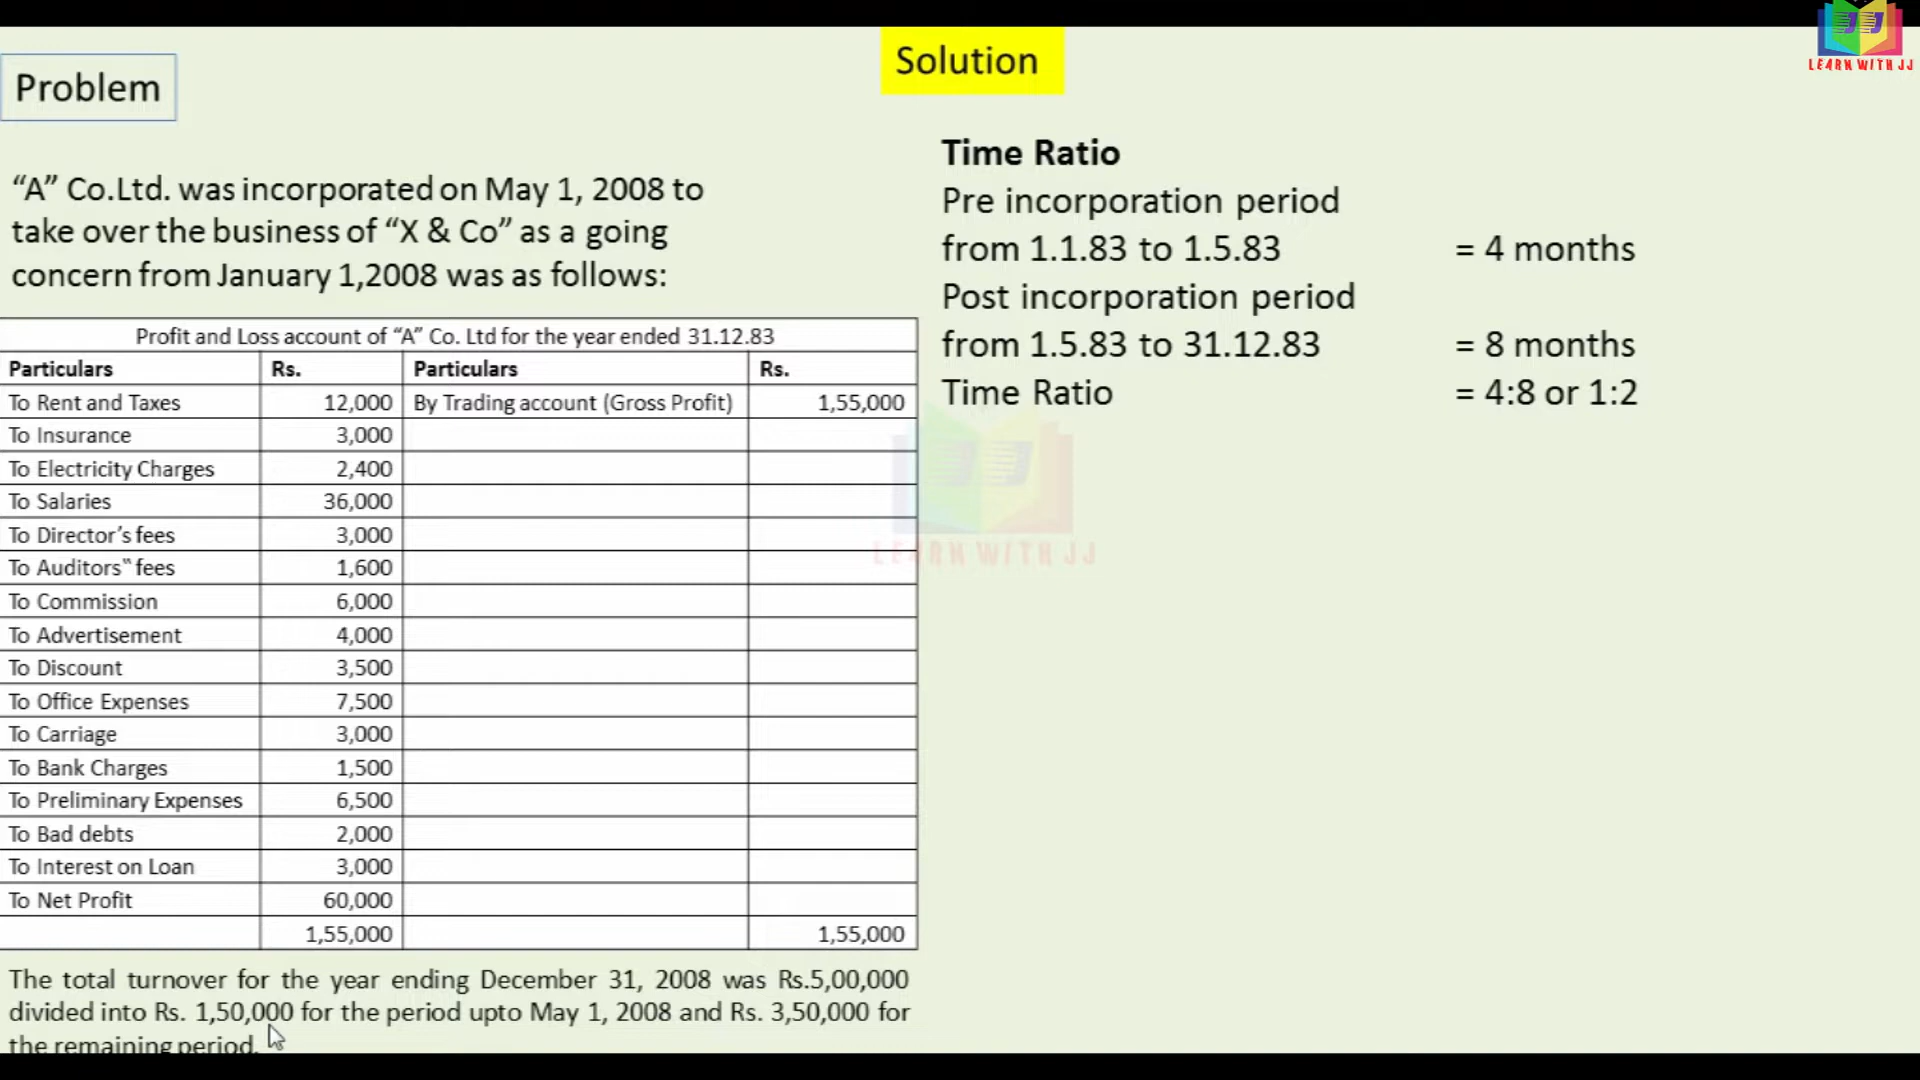 Problem
"A" Co.Ltd. was incorporated on May 1, 2008 to
take over the business of "X & Co" as a going
concern from January 1,2008 was as follows:
Profit and Loss account of "A" Co. Ltd for the year ended 31.12.83
Particulars Rs. Particulars Rs.
To Rent and Taxes 12,000 By Trading account (Gross Profit) 1,55,000
To Insurance 3,000
To Electricity Charges 2,400
To Salaries 36,000
To Director's fees 3,000
To Auditors‟ fees 1,600
To Commission 6,000
To Advertisement 4,000
To Discount 3,500
To Office Expenses 7,500
To Carriage 3,000
To Bank Charges 1,500
To Preliminary Expenses 6,500
To Bad debts 2,000
To Interest on Loan 3,000
To Net Profit 60,000
1,55,000 1,55,000
The total turnover for the year ending December 31, 2008 was Rs.5,00,000
divided into Rs. 1,50,000 for the period upto May 1, 2008 and Rs. 3,50,000 for
the remaining period.
Solution
Time Ratio
Pre incorporation period
from 1.1.83 to 1.5.83 = 4 months
Post incorporation period
from 1.5.83 to 31.12.83 = 8 months
Time Ratio = 4:8 or 1:2
JJ
LEARN WITH JJ
JJ
LEARN WITH JJ